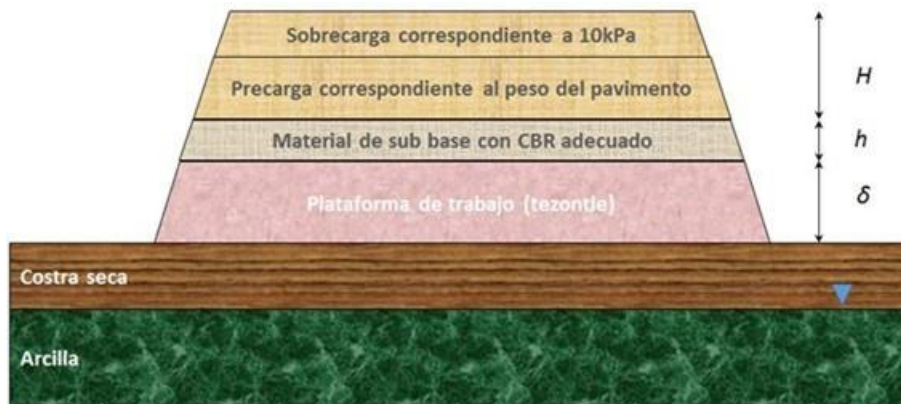 Sobrecarga correspondiente a 10kPa
Precarga correspondiente al peso del pavimento
Material de sub base con CBR adecuado
Plataforma de trabajo (tezontle)
Costra seca
Arcilla
H
h
δ